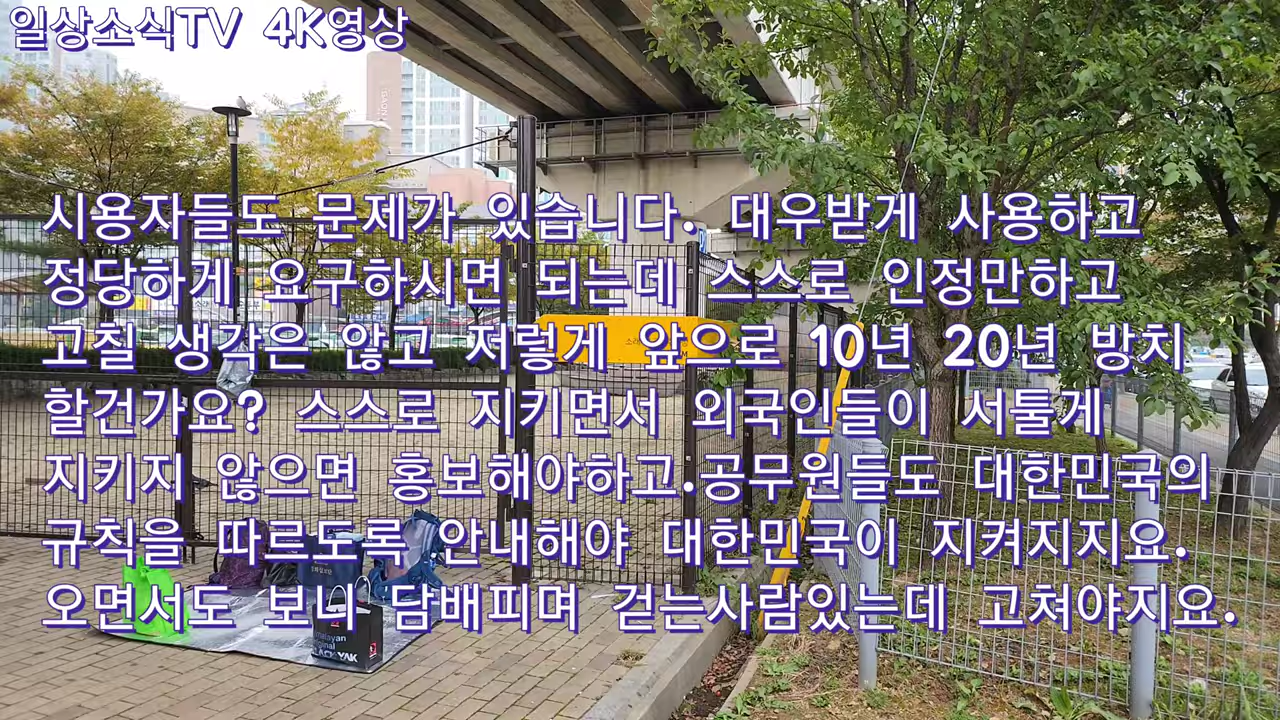 일상소식TV 4K영상
시용자들도 문제가 있습니다. 대우받게 사용하고
정당하게 요구하시면 되는데 스스로 인정만하고
고칠 생각은 않고 저렇게 앞으로 10년 20년 방치
할건가요? 스스로 지키면서 외국인들이 서툴게
지키지 않으면 홍보해야하고.공무원들도 대한민국의
규칙을 따르도록 안내해야 대한민국이 지켜지지요.
오면서도 보니 담배피며 걷는사람있는데 고쳐야지요.
BLACK YAK